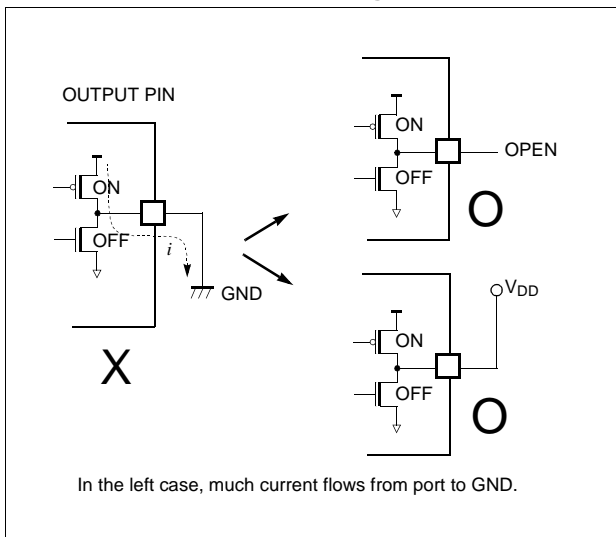 OUTPUT PIN
ON
OFF
i
GND
X
ON
OFF
OPEN
O
VDD
ON
OFF
O
In the left case, much current flows from port to GND.